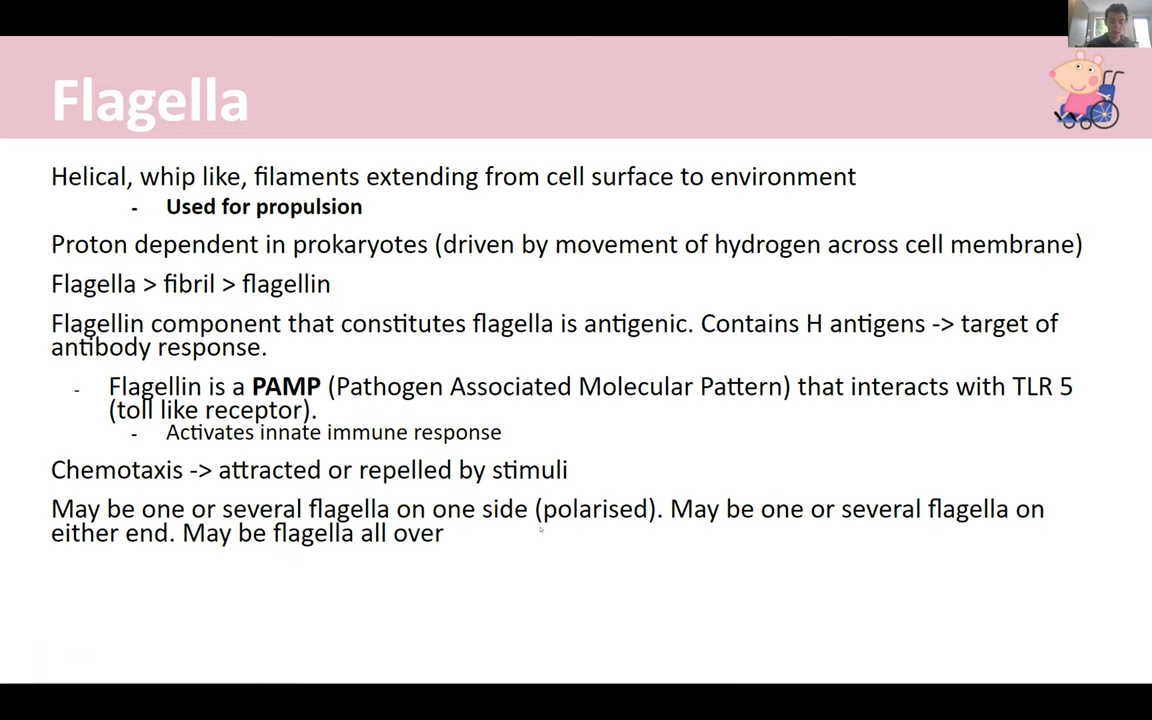 Flagella
Helical, whip like, filaments extending from cell surface to environment
- Used for propulsion
Proton dependent in prokaryotes (driven by movement of hydrogen across cell membrane)
Flagella > fibril > flagellin
Flagellin component that constitutes flagella is antigenic. Contains H antigens -> target of
antibody response.
- Flagellin is a PAMP (Pathogen Associated Molecular Pattern) that interacts with TLR 5
(toll like receptor).
- Activates innate immune response
Chemotaxis -> attracted or repelled by stimuli
May be one or several flagella on one side (polarised). May be one or several flagella on
either end. May be flagella all over